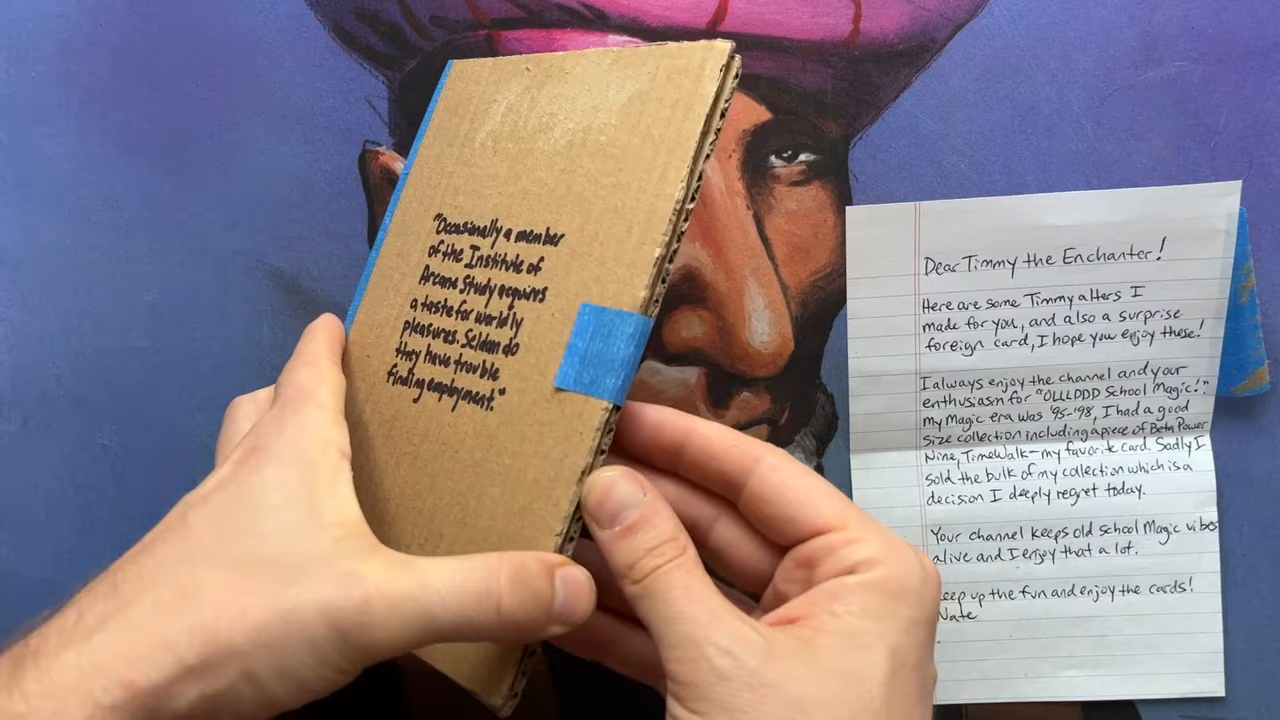 "Occasionally a member
of the Institute of
Arcane Study acquires
a taste for worldly
pleasures. Seldom do
they have trouble
finding employment."
Dear Timmy the Enchanter!
Here are some Timmy alters I
made for you, and also a surprise
foreign card, I hope you enjoy these!
I always enjoy the channel and your
enthusiasm for "OLLLDDD School Magic!"
my Magic era was '95-'98, I had a good
size collection including a piece of Beta Power
Nine, Time Walk - my favorite card. Sadly I
sold the bulk of my collection which is a
decision I deeply regret today.
Your channel keeps old school Magic vibes
alive and I enjoy that a lot.
eep up the fun and enjoy the cards!
Nate